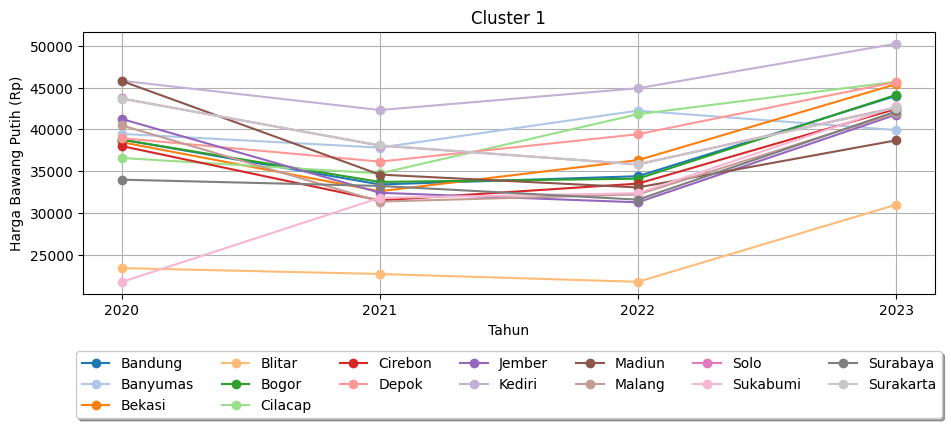 Cluster 1
50000
45000
40000
35000
30000
25000
Harga Bawang Putih (Rp)
2020 2021 2022 2023
Tahun
Bandung Blitar Cirebon Jember Madiun Solo Surabaya
Banyumas Bogor Depok Kediri Malang Sukabumi Surakarta
Bekasi Cilacap